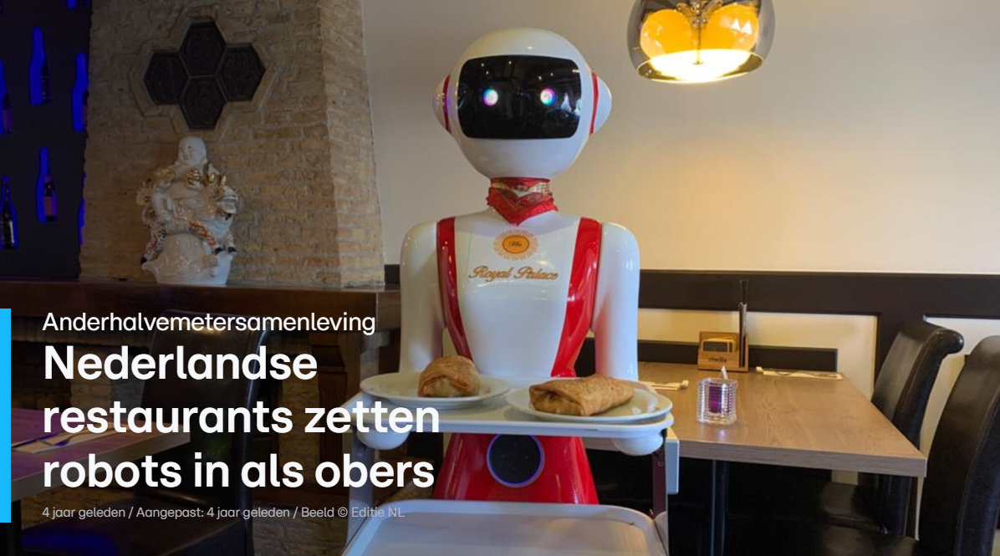 Anderhalvemetersamenleving
Nederlandse
restaurants zetten
robots in als obers
4 jaar geleden / Aangepast: 4 jaar geleden / Beeld © Editie NL
Royal Palace